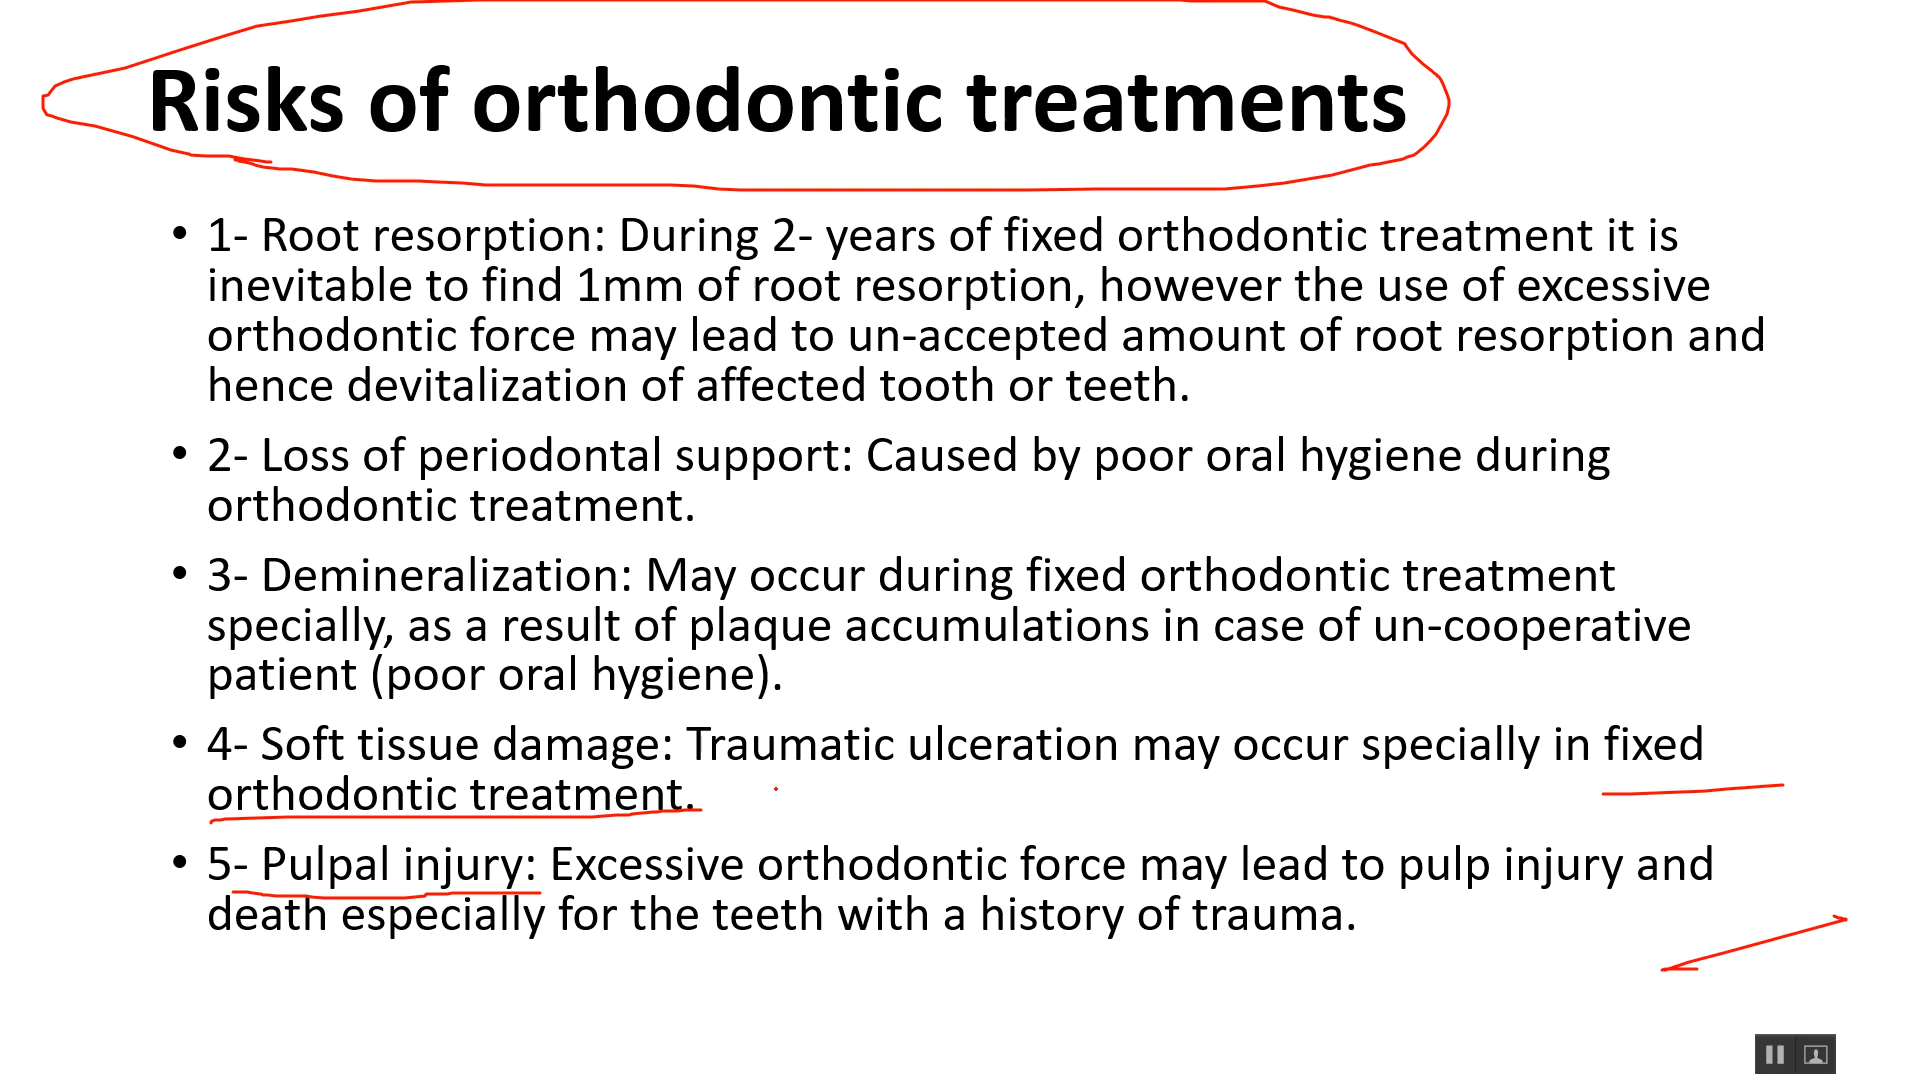 Risks of orthodontic treatments
• 1- Root resorption: During 2- years of fixed orthodontic treatment it is
inevitable to find 1mm of root resorption, however the use of excessive
orthodontic force may lead to un-accepted amount of root resorption and
hence devitalization of affected tooth or teeth.
• 2- Loss of periodontal support: Caused by poor oral hygiene during
orthodontic treatment.
• 3- Demineralization: May occur during fixed orthodontic treatment
specially, as a result of plaque accumulations in case of un-cooperative
patient (poor oral hygiene).
• 4- Soft tissue damage: Traumatic ulceration may occur specially in fixed
orthodontic treatment.
• 5- Pulpal injury: Excessive orthodontic force may lead to pulp injury and
death especially for the teeth with a history of trauma.